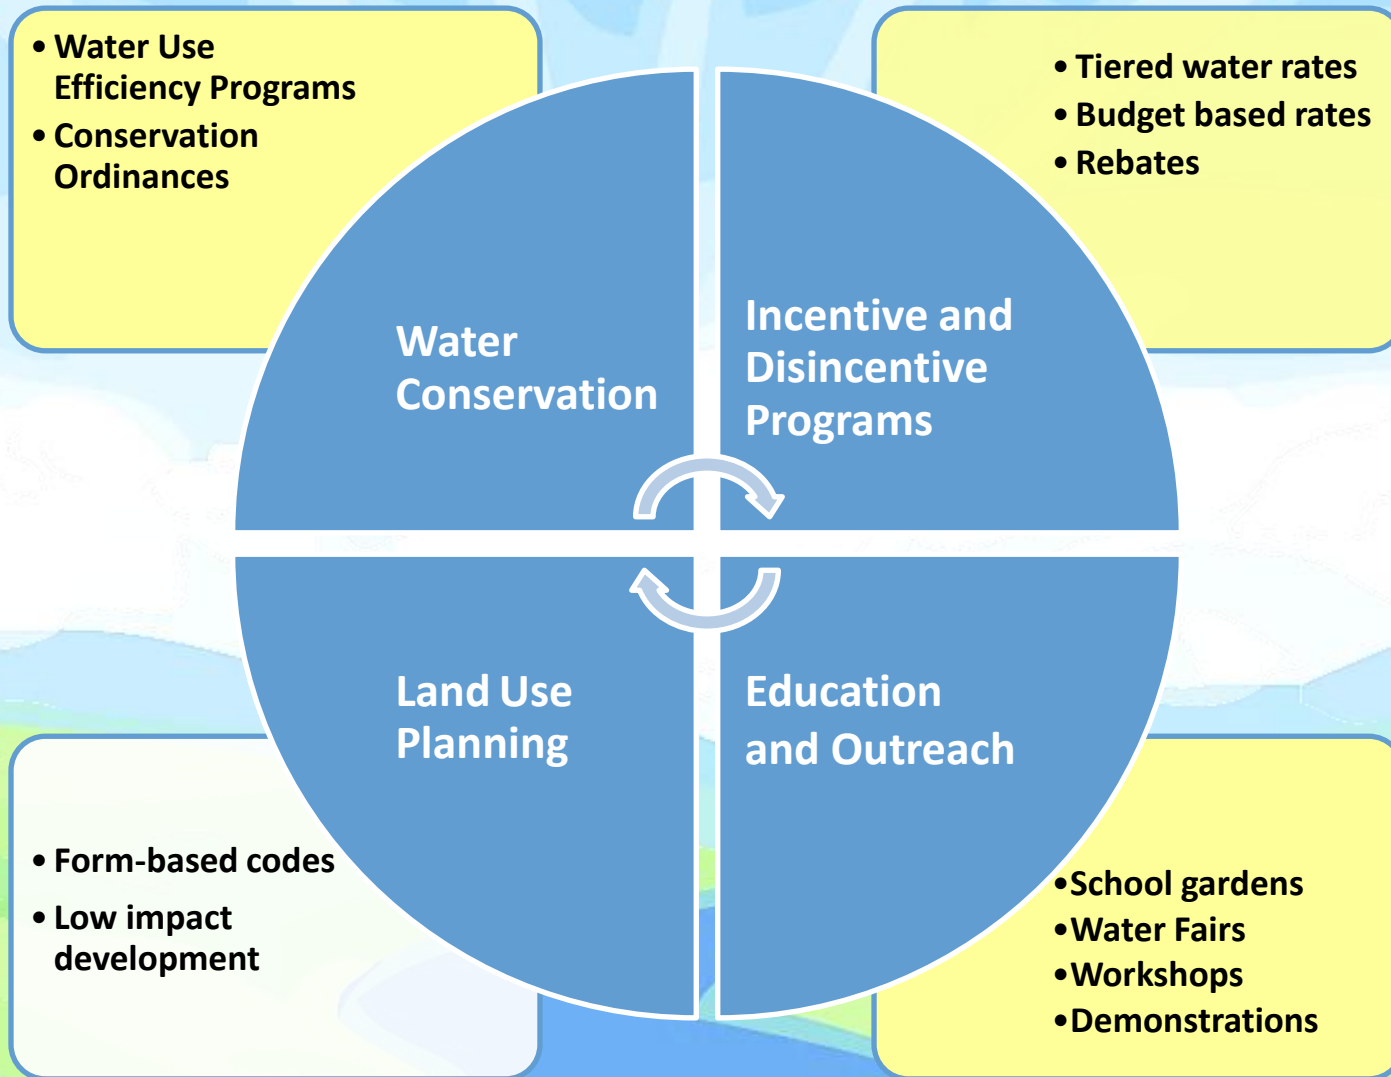 • Water Use
Efficiency Programs
• Conservation
Ordinances
• Tiered water rates
• Budget based rates
• Rebates
Water
Conservation
Incentive and
Disincentive
Programs
Land Use
Planning
Education
and Outreach
• Form-based codes
• Low impact
development
•School gardens
•Water Fairs
•Workshops
•Demonstrations